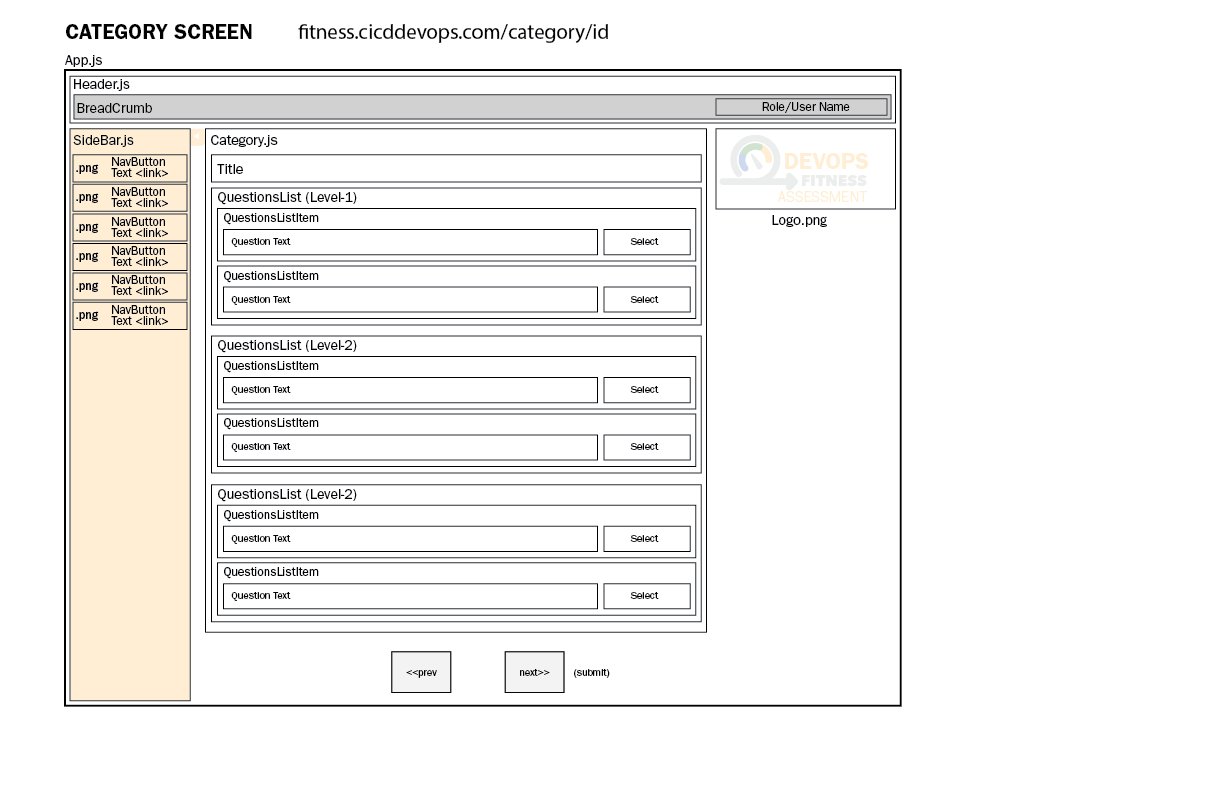 CATEGORY SCREEN fitness.cicddevops.com/category/id
App.js
Header.js
BreadCrumb
Role/User Name
SideBar.js
.png NavButton
Text <link>
.png NavButton
Text <link>
.png NavButton
Text <link>
.png NavButton
Text <link>
.png NavButton
Text <link>
.png NavButton
Text <link>
Category.js
Title
QuestionsList (Level-1)
QuestionsListItem
Question Text Select
QuestionsListItem
Question Text Select
QuestionsList (Level-2)
QuestionsListItem
Question Text Select
QuestionsListItem
Question Text Select
QuestionsList (Level-2)
QuestionsListItem
Question Text Select
QuestionsListItem
Question Text Select
<<prev next>> (submit)
DEVOPS
FITNESS
ASSESSMENT
Logo.png